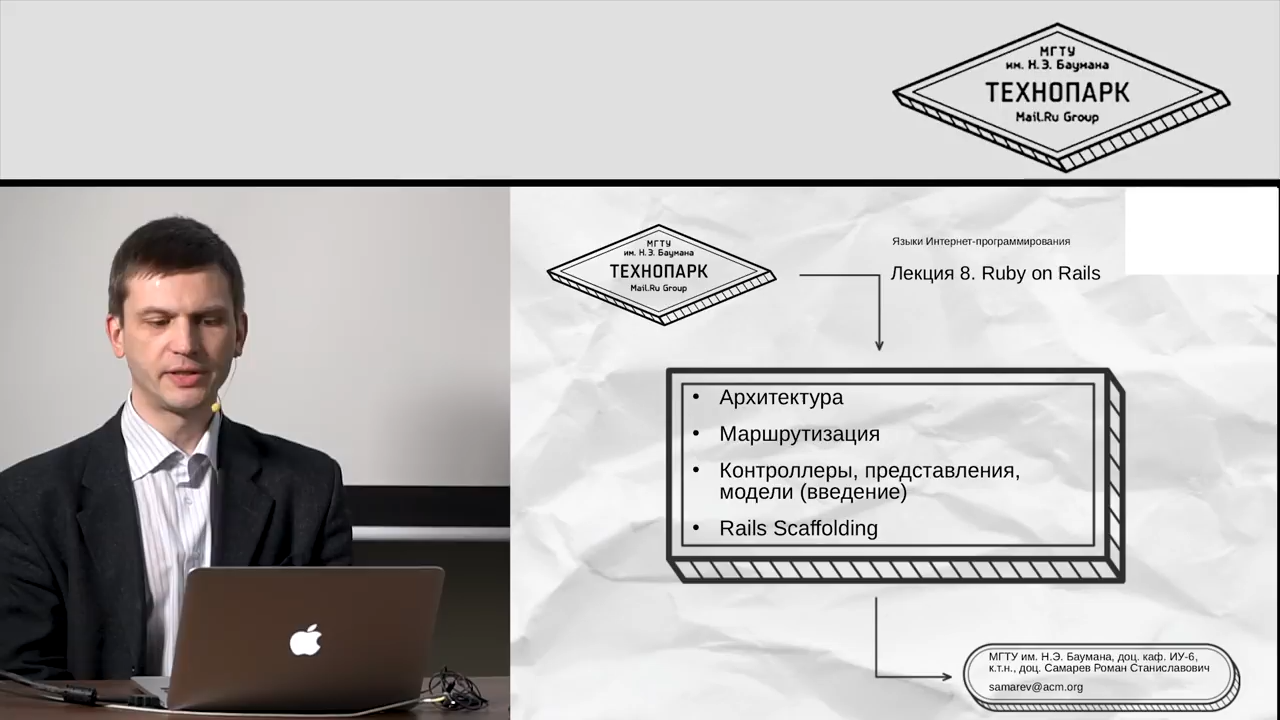 МГТУ
им. Н.Э. Баумана
ТЕХНОПАРК
Mail.Ru Group
МГТУ
им. Н.Э. Баумана
ТЕХНОПАРК
Mail.Ru Group
Языки Интернет-программирования
Лекция 8. Ruby on Rails
• Архитектура
• Маршрутизация
• Контроллеры, представления,
модели (введение)
• Rails Scaffolding
МГТУ им. Н.Э. Баумана, доц. каф. ИУ-6,
к.т.н., доц. Самарев Роман Станиславович
samarev@acm.org